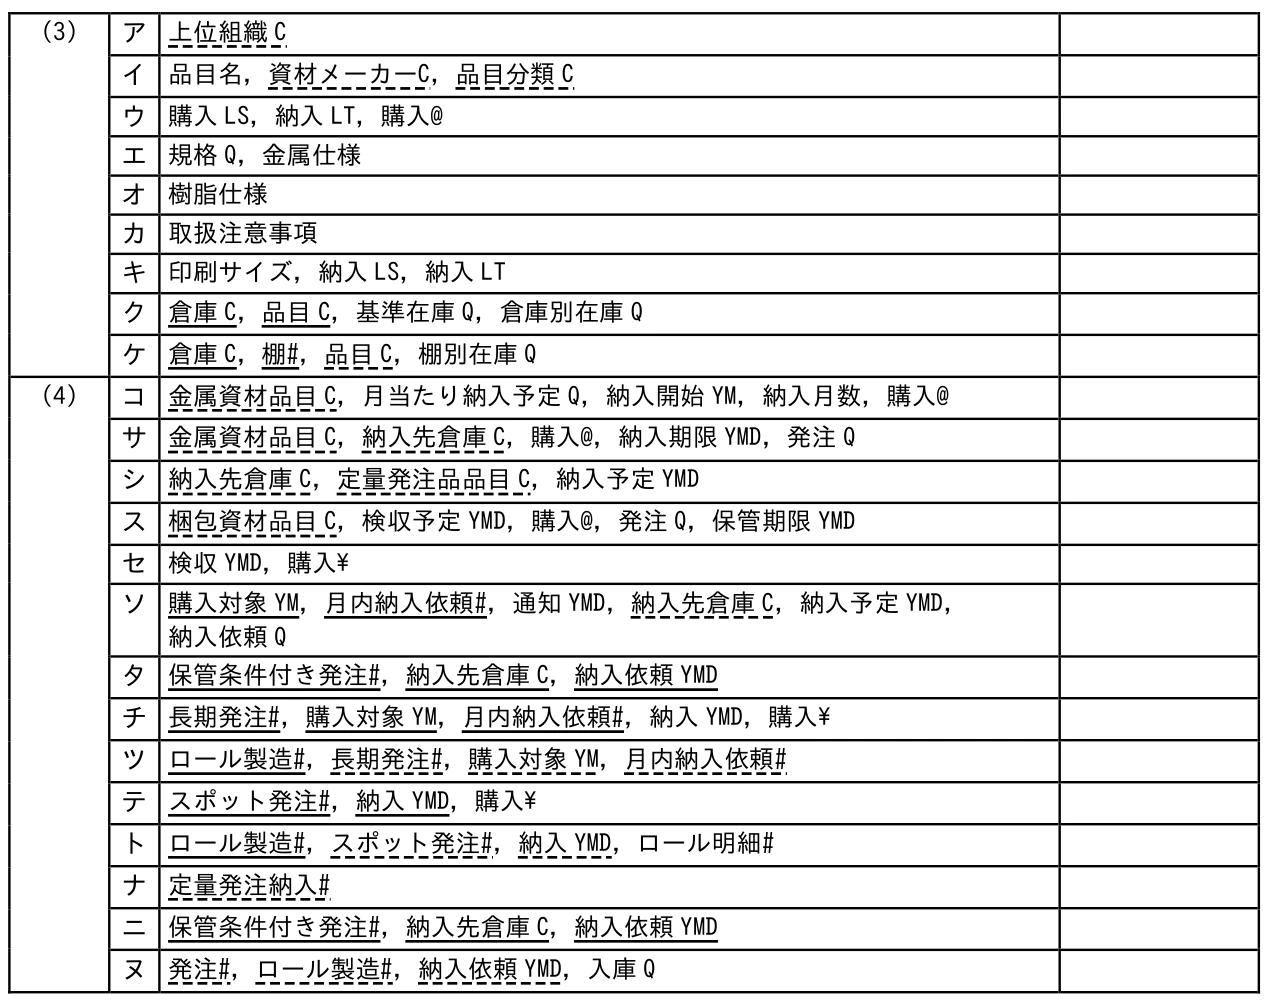 (3) ア 上位組織C
イ 品目名，資材メーカーC，品目分類C
ウ 購入LS，納入LT，購入@
エ 規格Q，金属仕様
オ 樹脂仕様
カ 取扱注意事項
キ 印刷サイズ，納入LS，納入LT
ク 倉庫C，品目C，基準在庫Q，倉庫別在庫Q
ケ 倉庫C，棚#，品目C，棚別在庫Q
(4) コ 金属資材品目C，月当たり納入予定Q，納入開始YM，納入月数，購入@
サ 金属資材品目C，納入先倉庫C，購入@，納入期限YMD，発注Q
シ 納入先倉庫C，定量発注品品目C，納入予定YMD
ス 梱包資材品目C，検収予定YMD，購入@，発注Q，保管期限YMD
セ 検収YMD，購入¥
ソ 購入対象YM，月内納入依頼#，通知YMD，納入先倉庫C，納入予定YMD，
納入依頼Q
タ 保管条件付き発注#，納入先倉庫C，納入依頼YMD
チ 長期発注#，購入対象YM，月内納入依頼#，納入YMD，購入¥
ツ ロール製造#，長期発注#，購入対象YM，月内納入依頼#
テ スポット発注#，納入YMD，購入¥
ト ロール製造#，スポット発注#，納入YMD，ロール明細#
ナ 定量発注納入#
ニ 保管条件付き発注#，納入先倉庫C，納入依頼YMD
ヌ 発注#，ロール製造#，納入依頼YMD，入庫Q